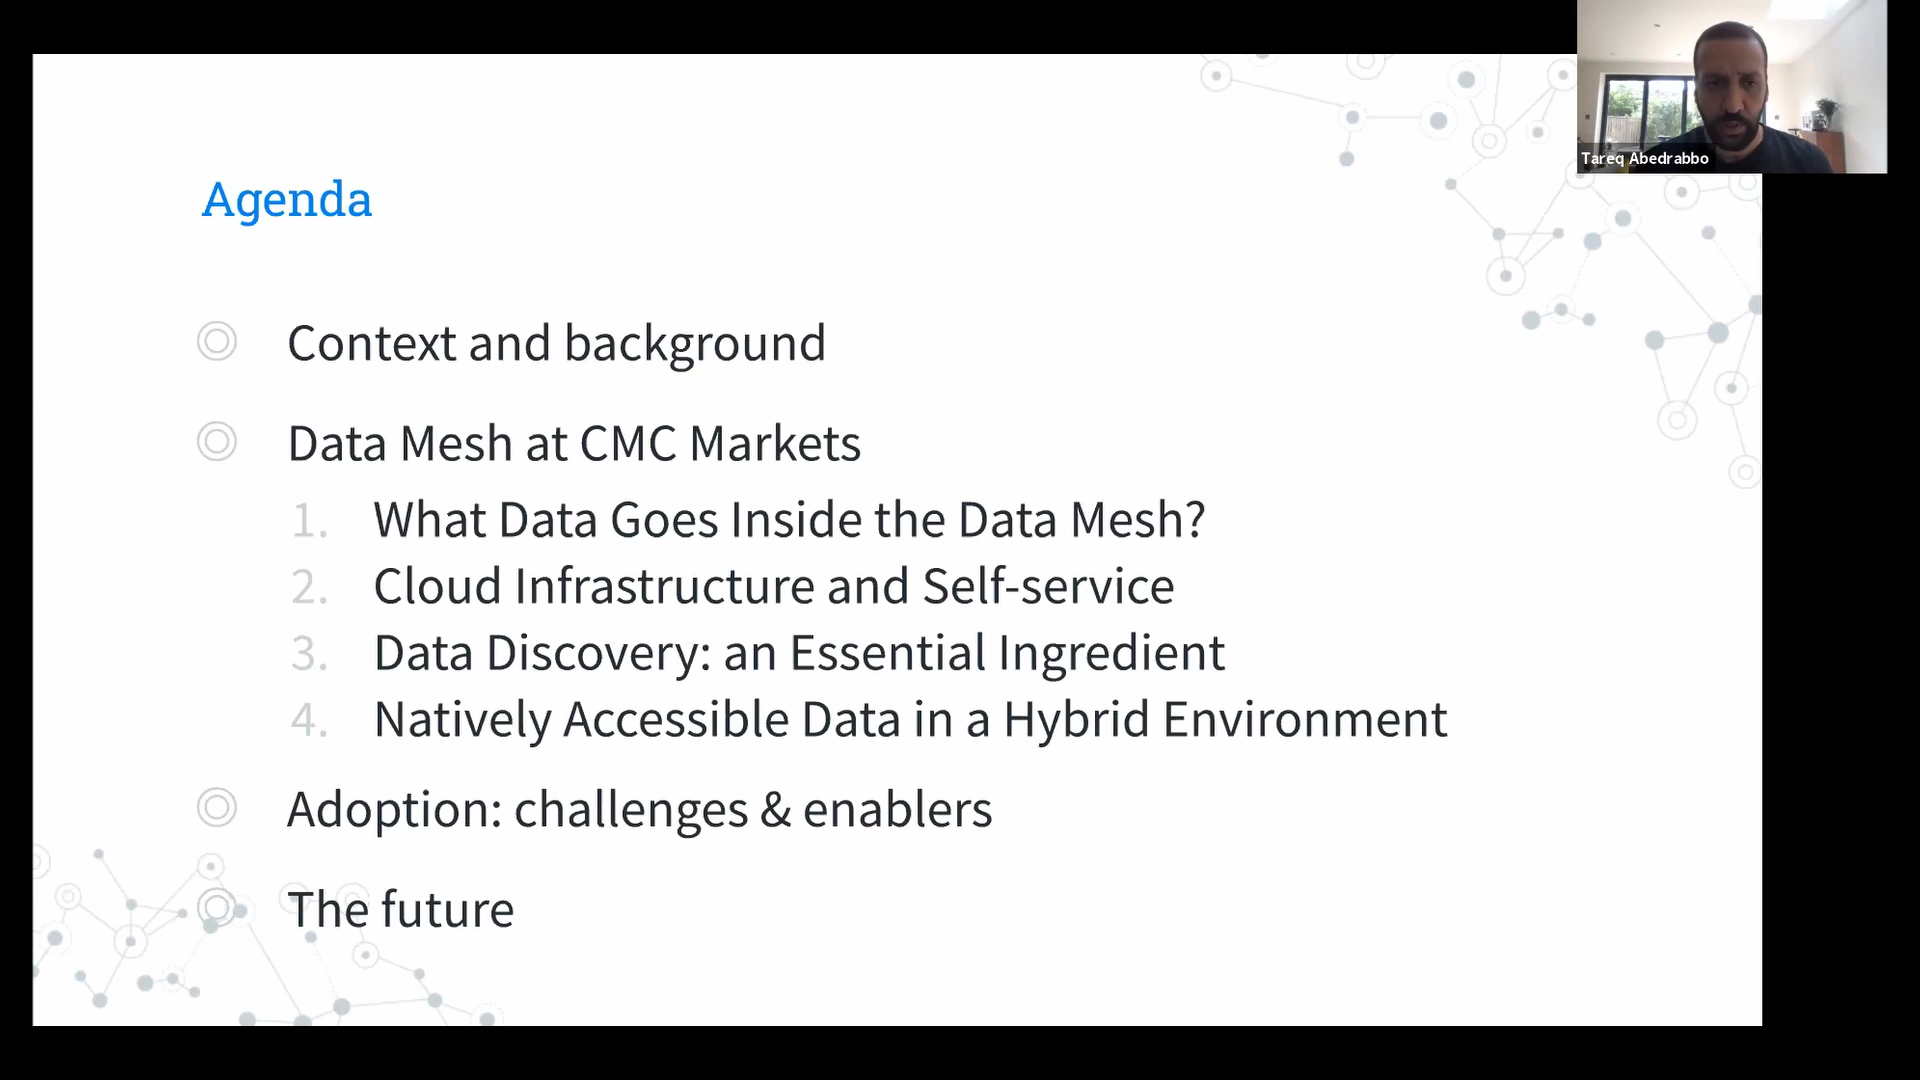 Tareq Abedrabbo
Agenda
Context and background
Data Mesh at CMC Markets
1. What Data Goes Inside the Data Mesh?
2. Cloud Infrastructure and Self-service
3. Data Discovery: an Essential Ingredient
4. Natively Accessible Data in a Hybrid Environment
Adoption: challenges & enablers
The future